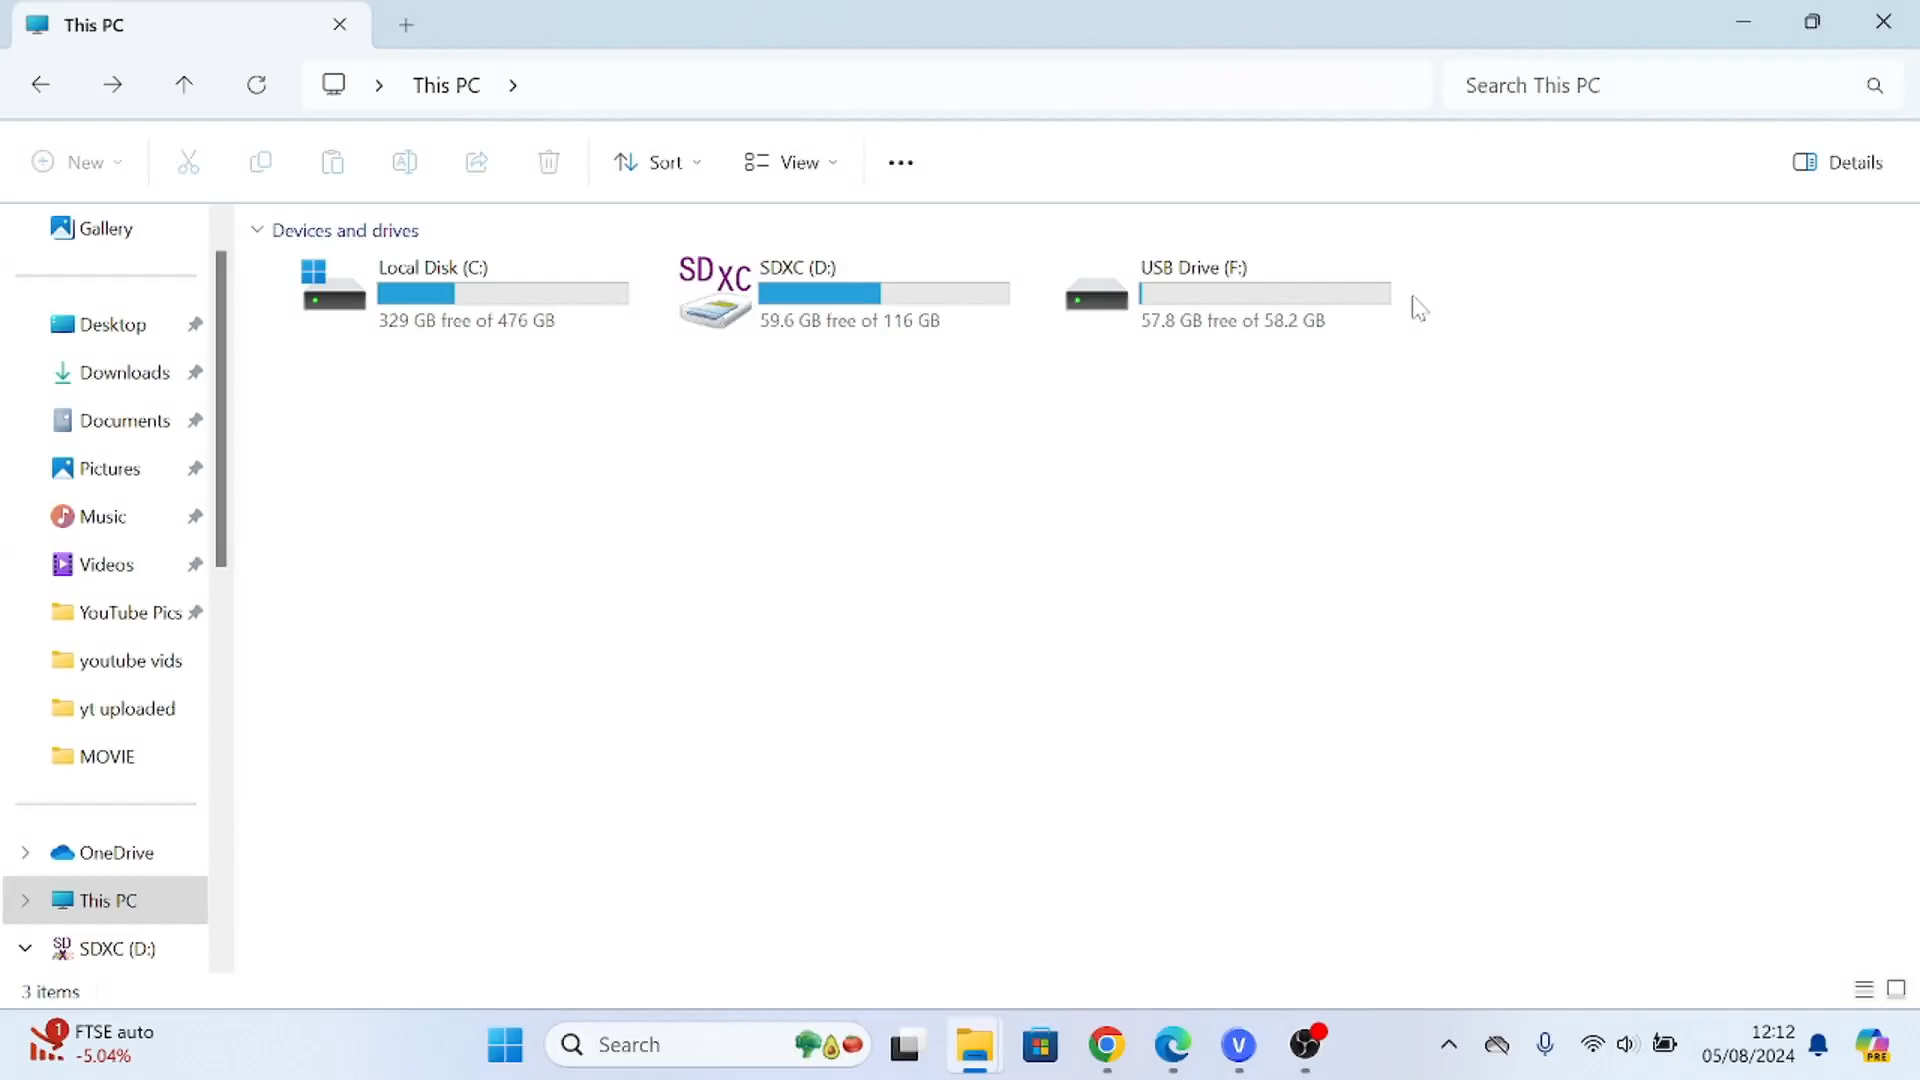 This PC
This PC
Search This PC
New
Sort
View
Details
Gallery
Desktop
Downloads
Documents
Pictures
Music
Videos
YouTube Pics
youtube vids
yt uploaded
MOVIE
OneDrive
This PC
SDXC (D:)
Devices and drives
Local Disk (C:)
329 GB free of 476 GB
SDXC
SDXC (D:)
59.6 GB free of 116 GB
USB Drive (F:)
57.8 GB free of 58.2 GB
3 items
1
FTSE auto
-5.04%
Search
V
12:12
05/08/2024
PRE